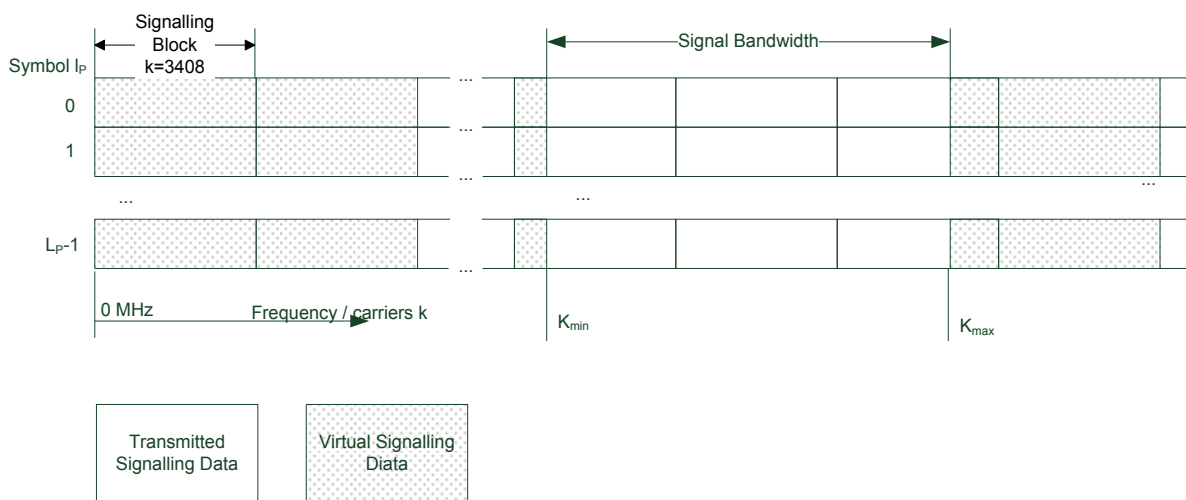 Signalling
Block
k=3408
Signal Bandwidth
Symbol lP
...
0
...
1
...
...
...
...
LP-1
...
0 MHz
Frequency / carriers k
Kmin
Kmax
Transmitted
Signalling Data
Virtual Signalling
Diata